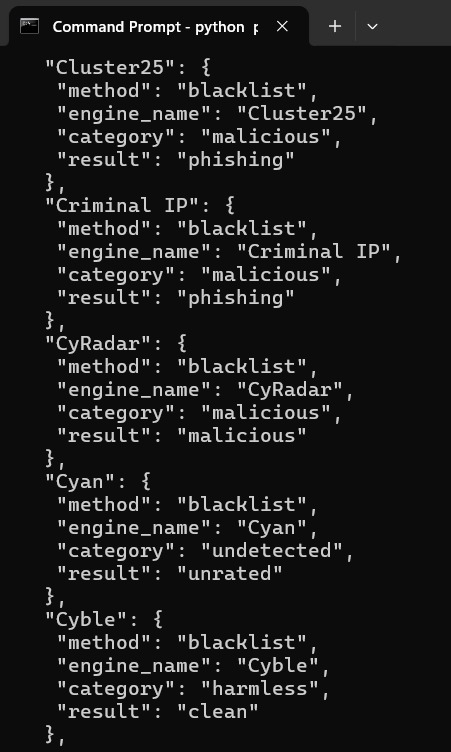 Command Prompt - python p
"Cluster25": {
"method": "blacklist",
"engine_name": "Cluster25",
"category": "malicious",
"result": "phishing"
},
"Criminal IP": {
"method": "blacklist",
"engine_name": "Criminal IP",
"category": "malicious",
"result": "phishing"
},
"CyRadar": {
"method": "blacklist",
"engine_name": "CyRadar",
"category": "malicious",
"result": "malicious"
},
"Cyan": {
"method": "blacklist",
"engine_name": "Cyan",
"category": "undetected",
"result": "unrated"
},
"Cyble": {
"method": "blacklist",
"engine_name": "Cyble",
"category": "harmless",
"result": "clean"
},